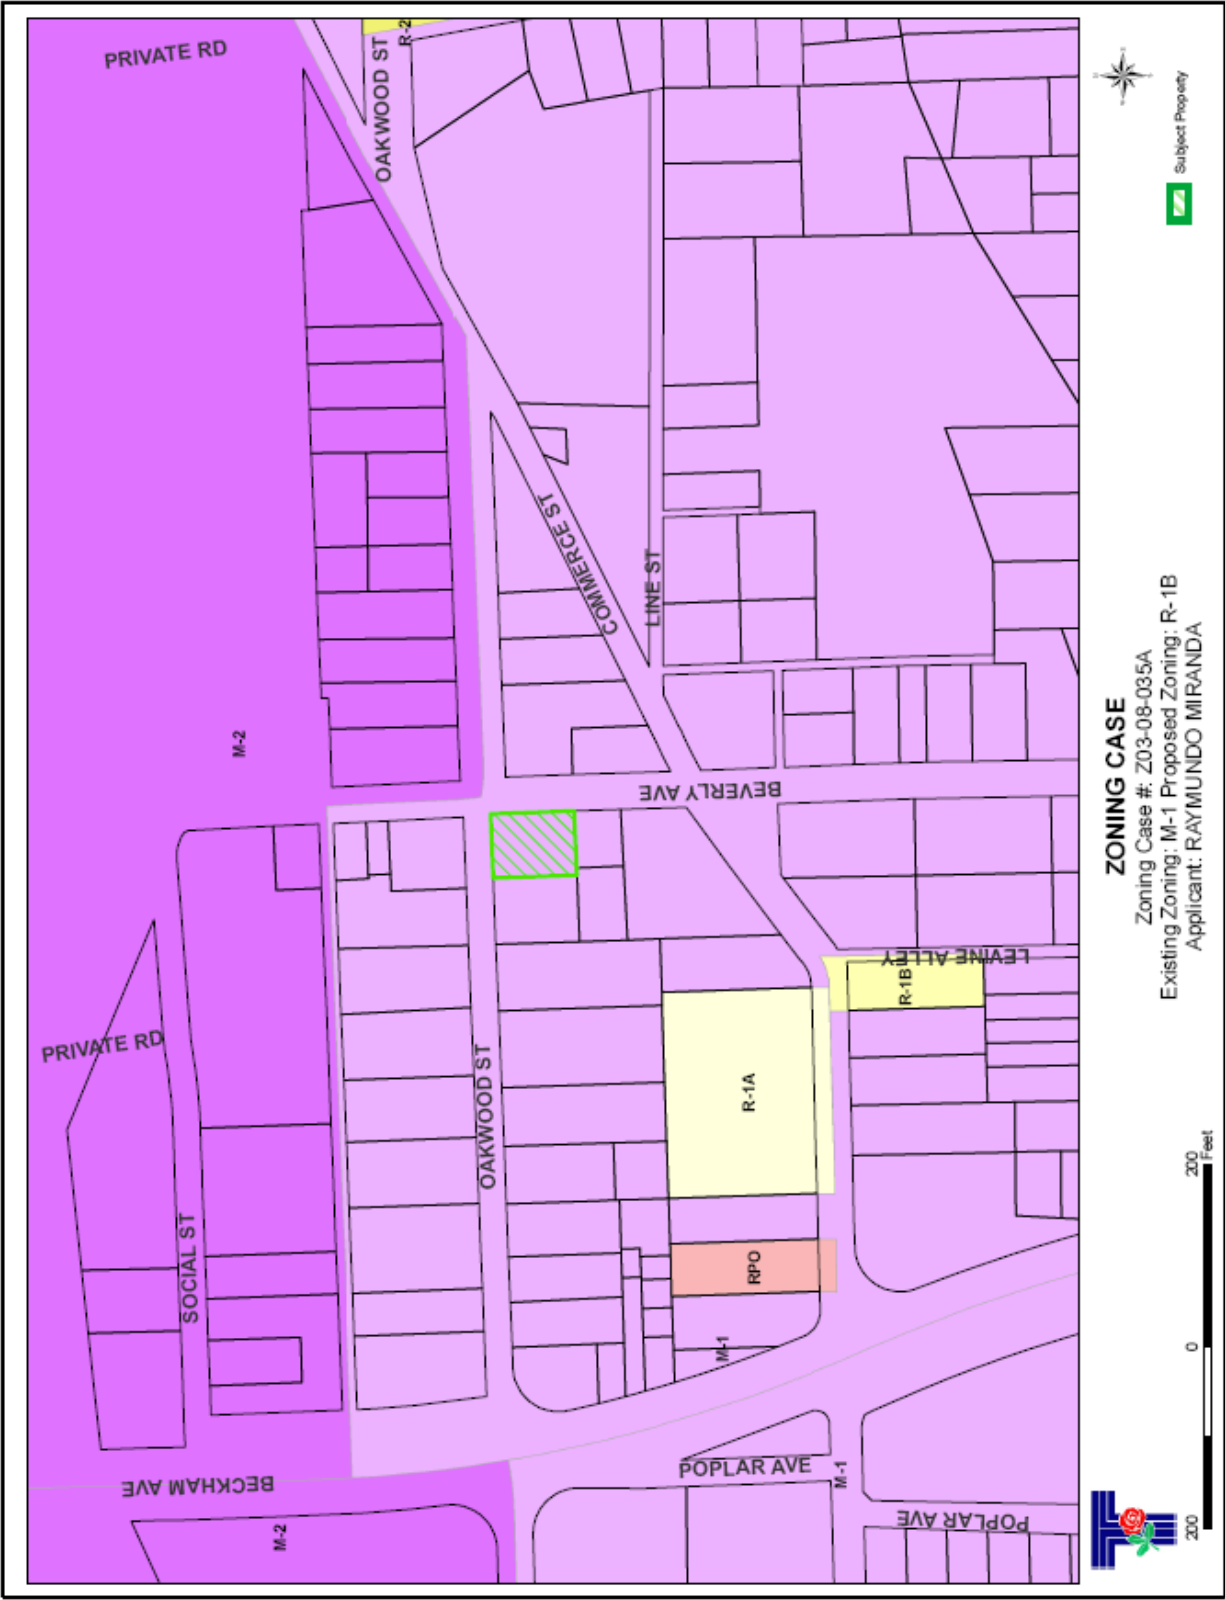 PRIVATE RD
OAKWOOD ST
R-2
M-2
COMMERCE ST
LINE ST
BEVERLY AVE
PRIVATE RD
SOCIAL ST
OAKWOOD ST
R-1A
R-1B
LEVINE ALLEY
RPO
M-1
BECKHAM AVE
M-2
POPLAR AVE
M-1
POPLAR AVE
ZONING CASE
Zoning Case #: Z03-08-035A
Existing Zoning: M-1 Proposed Zoning: R-1B
Applicant: RAYMUNDO MIRANDA
Subject Property
200 0 200
Feet